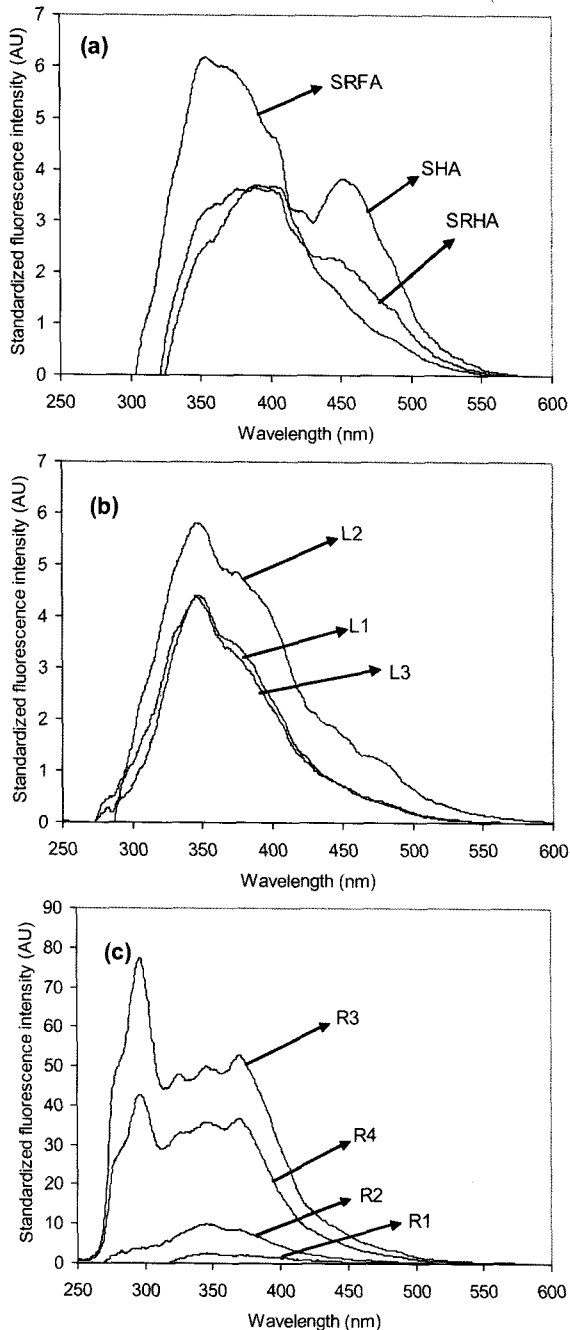 (a)
Standardized fluorescence intensity (AU)
7
6
5
4
3
2
1
0
SRFA
SHA
SRHA
250 300 350 400 450 500 550 600
Wavelength (nm)
(b)
Standardized fluorescence intensity (AU)
7
6
5
4
3
2
1
0
L2
L1
L3
250 300 350 400 450 500 550 600
Wavelength (nm)
(c)
Standardized fluorescence intensity (AU)
90
80
70
60
50
40
30
20
10
0
R3
R4
R2
R1
250 300 350 400 450 500 550 600
Wavelength (nm)